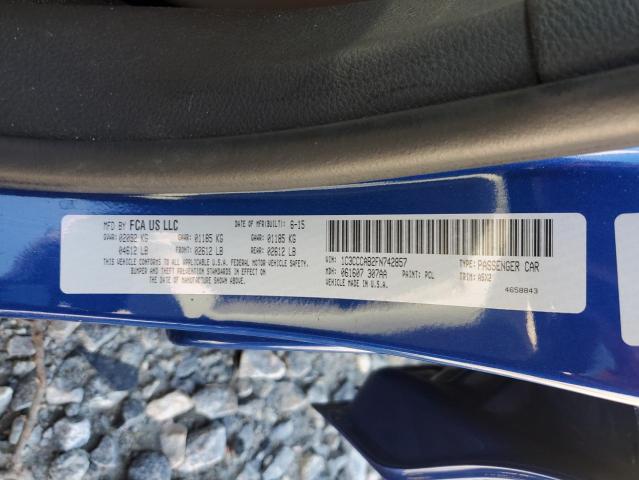 MFD BY FCA US LLC DATE OF MFR(BUILT): 6-15
GVWR: 02092 KG GAWR: 01185 KG GAWR: 01185 KG
04612 LB FRONT: 02612 LB REAR: 02612 LB
THIS VEHICLE CONFORMS TO ALL APPLICABLE U.S.A. FEDERAL MOTOR VEHICLE SAFETY,
BUMPER AND THEFT PREVENTION STANDARDS IN EFFECT ON
THE DATE OF MANUFACTURE SHOWN ABOVE.
VIN: 1C3CCCAB2FN742857 TYPE: PASSENGER CAR
MDH: 061607 307AA PAINT: PCL TRIM: A6X2
VEHICLE MADE IN U.S.A. 4658843